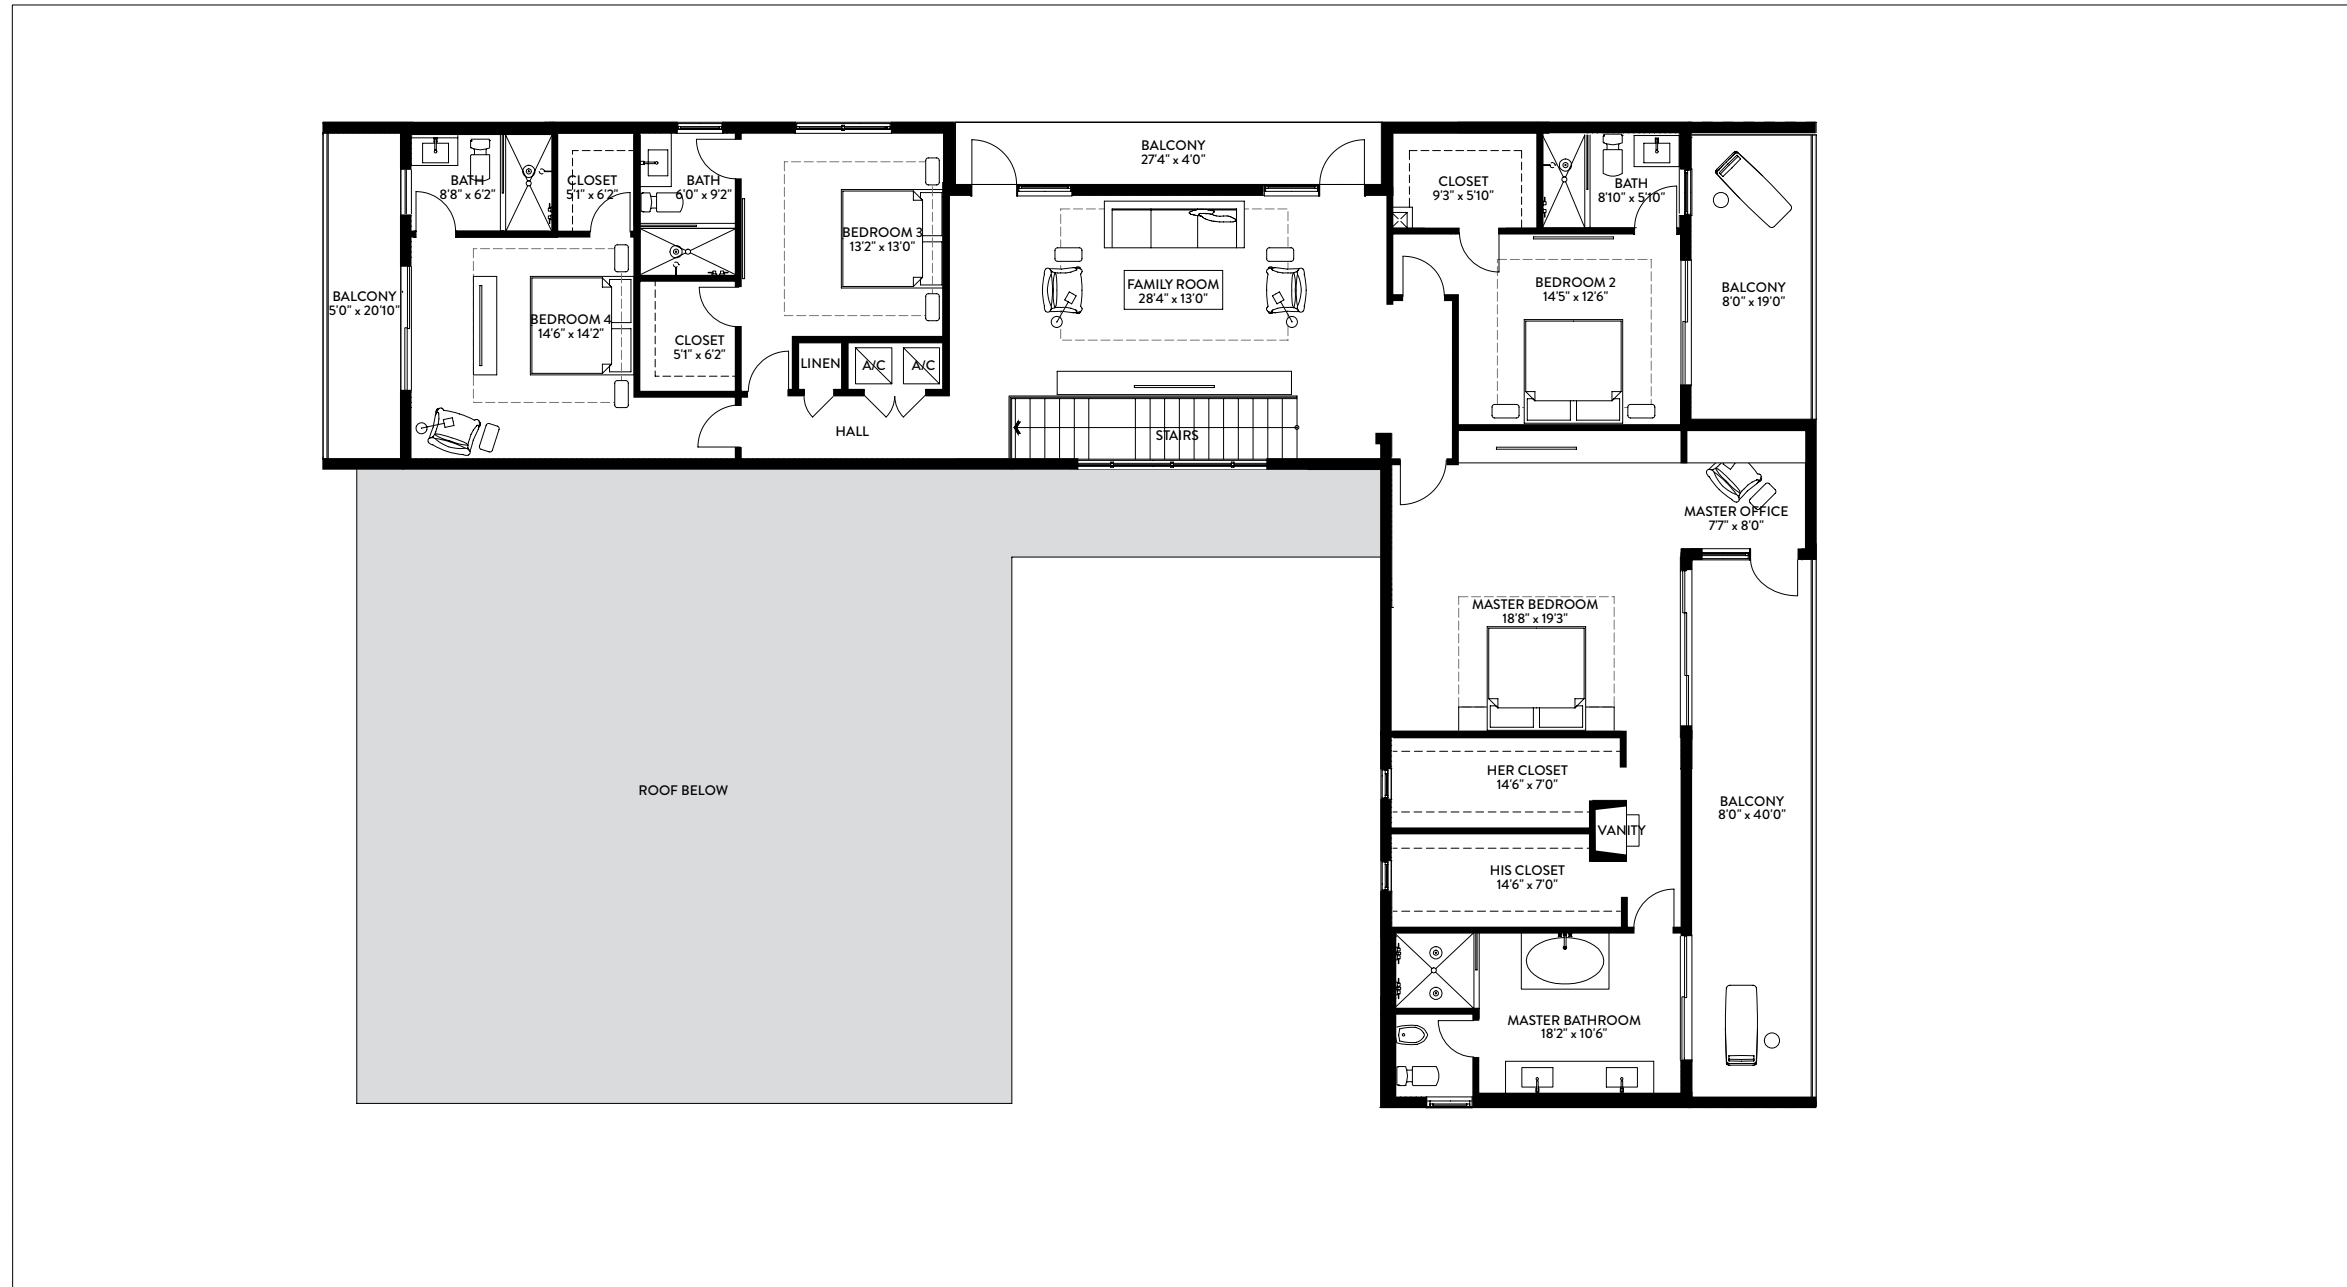 BALCONY
27'4" x 4'0"
BATH
8'8" x 6'2"
CLOSET
5'1" x 6'2"
BATH
6'0" x 9'2"
BEDROOM 3
13'2" x 13'0"
CLOSET
9'3" x 5'10"
BATH
8'10" x 5'10"
BALCONY
5'0" x 20'10"
BEDROOM 4
14'6" x 14'2"
CLOSET
5'1" x 6'2"
LINEN
A/C
A/C
FAMILY ROOM
28'4" x 13'0"
BEDROOM 2
14'5" x 12'6"
BALCONY
8'0" x 19'0"
HALL
STAIRS
MASTER OFFICE
7'7" x 8'0"
MASTER BEDROOM
18'8" x 19'3"
ROOF BELOW
HER CLOSET
14'6" x 7'0"
BALCONY
8'0" x 40'0"
VANITY
HIS CLOSET
14'6" x 7'0"
MASTER BATHROOM
18'2" x 10'6"